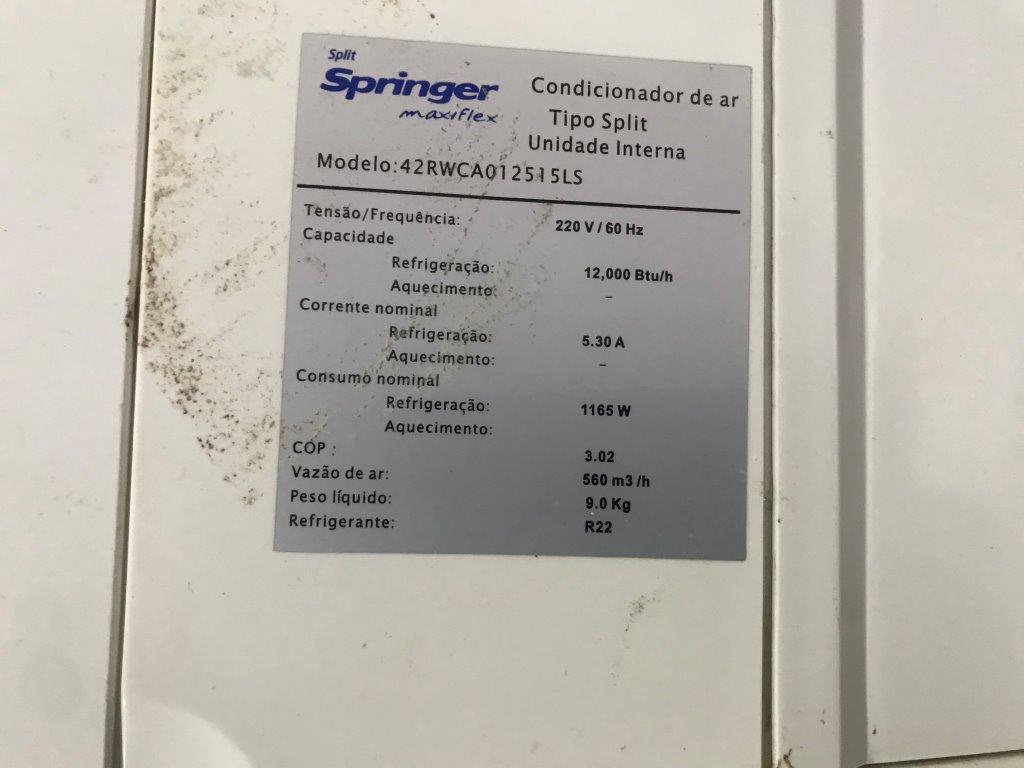 Split
Springer
maxiflex
Condicionador de ar
Tipo Split
Unidade Interna
Modelo:42RWCA012515LS
Tensão/Frequência: 220 V / 60 Hz
Capacidade
Refrigeração: 12,000 Btu/h
Aquecimento: –
Corrente nominal
Refrigeração: 5.30 A
Aquecimento: –
Consumo nominal
Refrigeração: 1165 W
Aquecimento:
COP : 3.02
Vazão de ar: 560 m3 /h
Peso líquido: 9.0 Kg
Refrigerante: R22